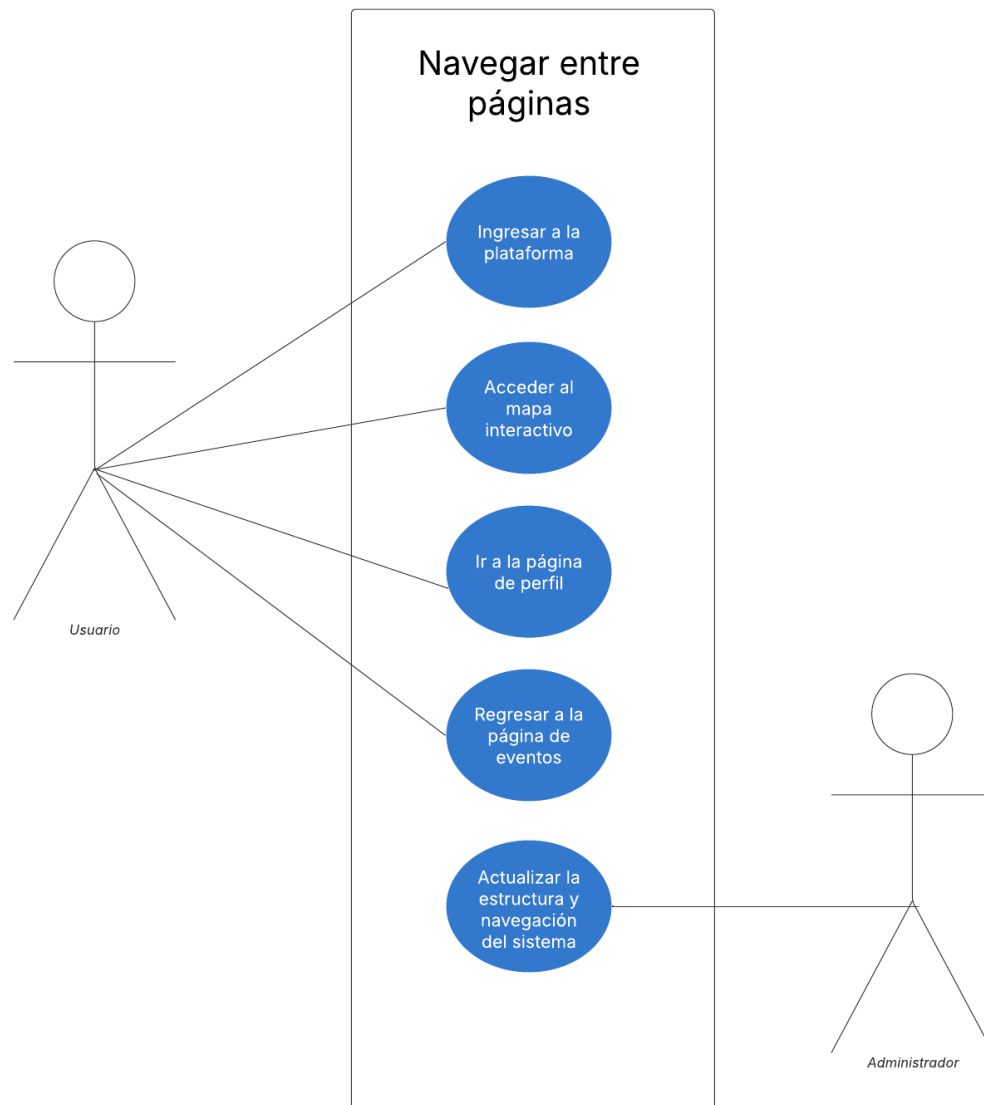 Navegar entre
páginas
Ingresar a la
plataforma
Acceder al
mapa
interactivo
Ir a la página
de perfil
Usuario
Regresar a la
página de
eventos
Actualizar la
estructura y
navegación
del sistema
Administrador